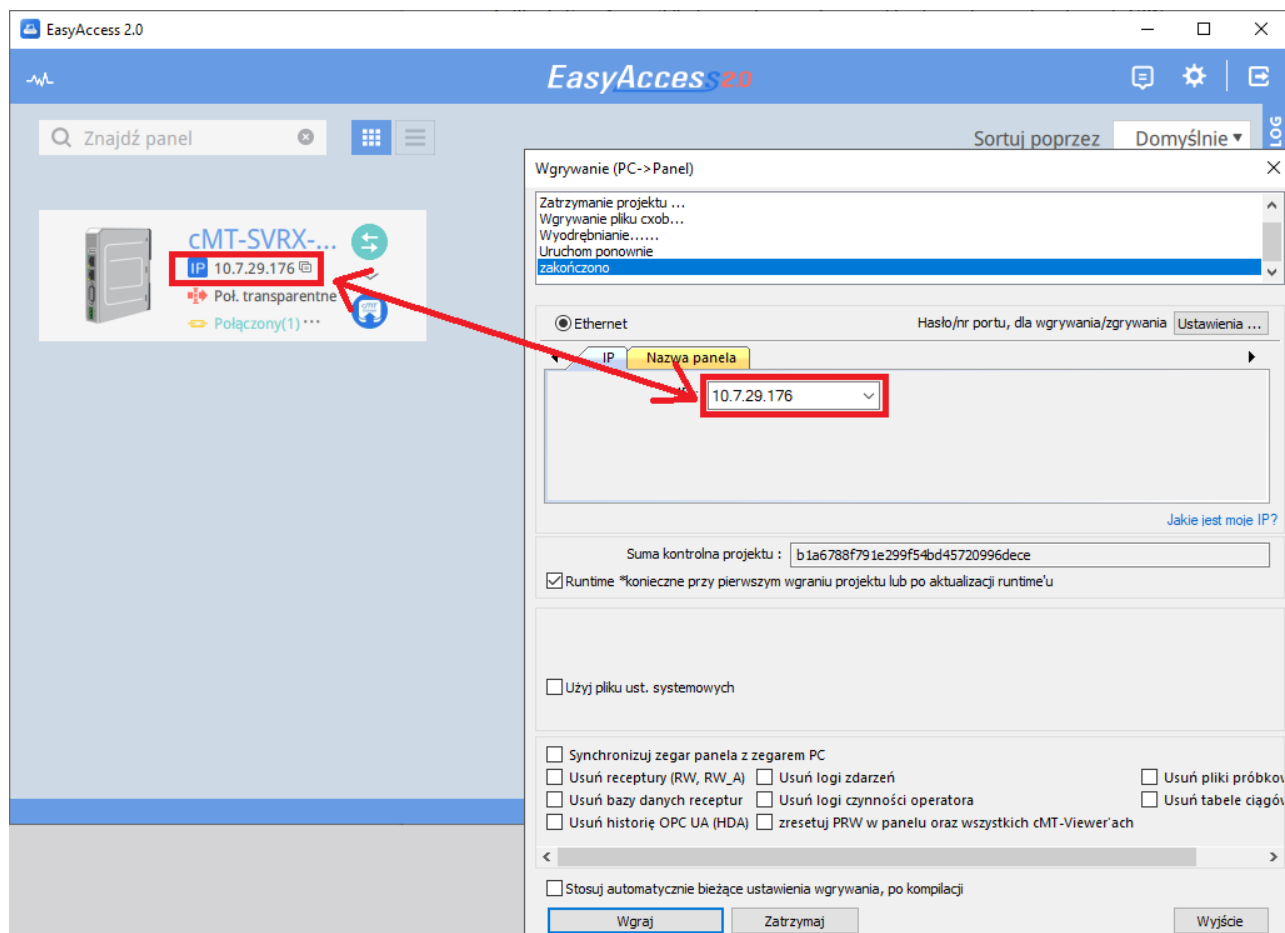 EasyAccess 2.0
EasyAccess 2.0
Znajdź panel
Sortuj poprzez
Domyślnie
LOG
cMT-SVRX-...
IP 10.7.29.176
Poł. transparentne
Połączony(1) ...
Wgrywanie (PC->Panel)
Zatrzymanie projektu ...
Wgrywanie pliku cxob...
Wyodrębnianie......
Uruchom ponownie
zakończono
Ethernet
Hasło/nr portu, dla wgrywania/zgrywania
Ustawienia ...
IP
Nazwa panela
10.7.29.176
Jakie jest moje IP?
Suma kontrolna projektu :
b1a6788f791e299f54bd45720996dece
Runtime *konieczne przy pierwszym wgraniu projektu lub po aktualizacji runtime'u
Użyj pliku ust. systemowych
Synchronizuj zegar panela z zegarem PC
Usuń receptury (RW, RW_A)
Usuń logi zdarzeń
Usuń pliki próbkow
Usuń bazy danych receptur
Usuń logi czynności operatora
Usuń tabele ciągów
Usuń historię OPC UA (HDA)
zresetuj PRW w panelu oraz wszystkich cMT-Viewer'ach
Stosuj automatycznie bieżące ustawienia wgrywania, po kompilacji
Wgraj
Zatrzymaj
Wyjście